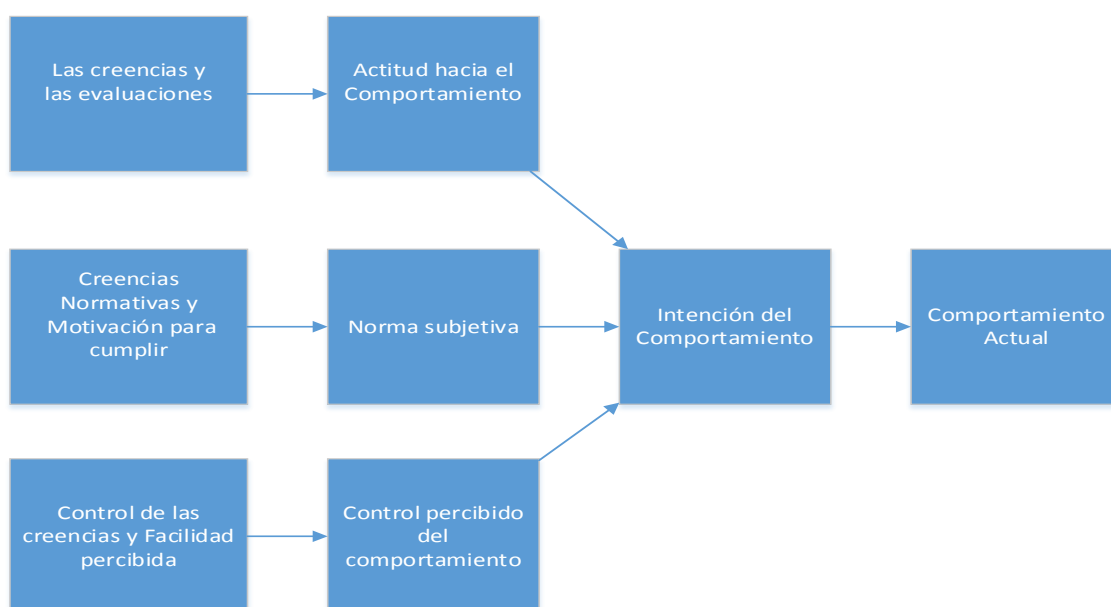 Las creencias y
las evaluaciones
Actitud hacia el
Comportamiento
Creencias
Normativas y
Motivación para
cumplir
Norma subjetiva
Intención del
Comportamiento
Comportamiento
Actual
Control de las
creencias y Facilidad
percibida
Control percibido
del
comportamiento